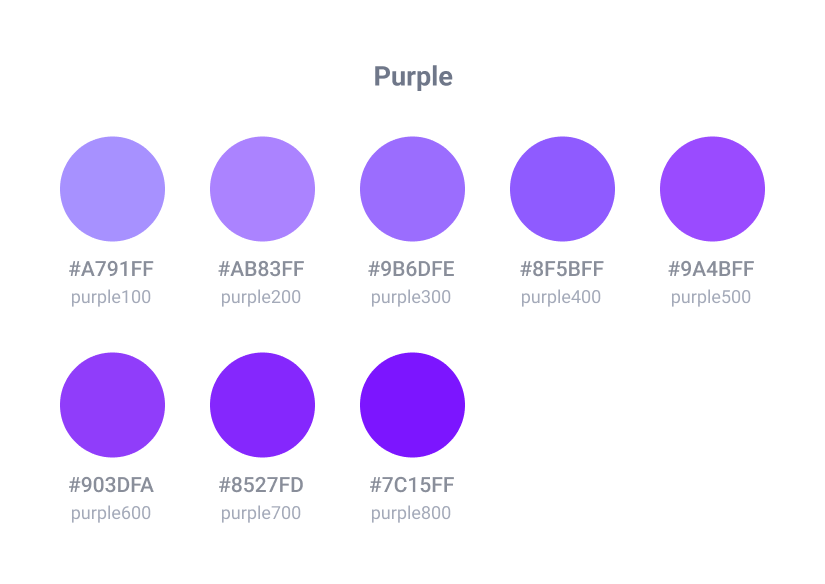 Purple
#A791FF #AB83FF #9B6DFE #8F5BFF #9A4BFF
purple100 purple200 purple300 purple400 purple500
#903DFA #8527FD #7C15FF
purple600 purple700 purple800